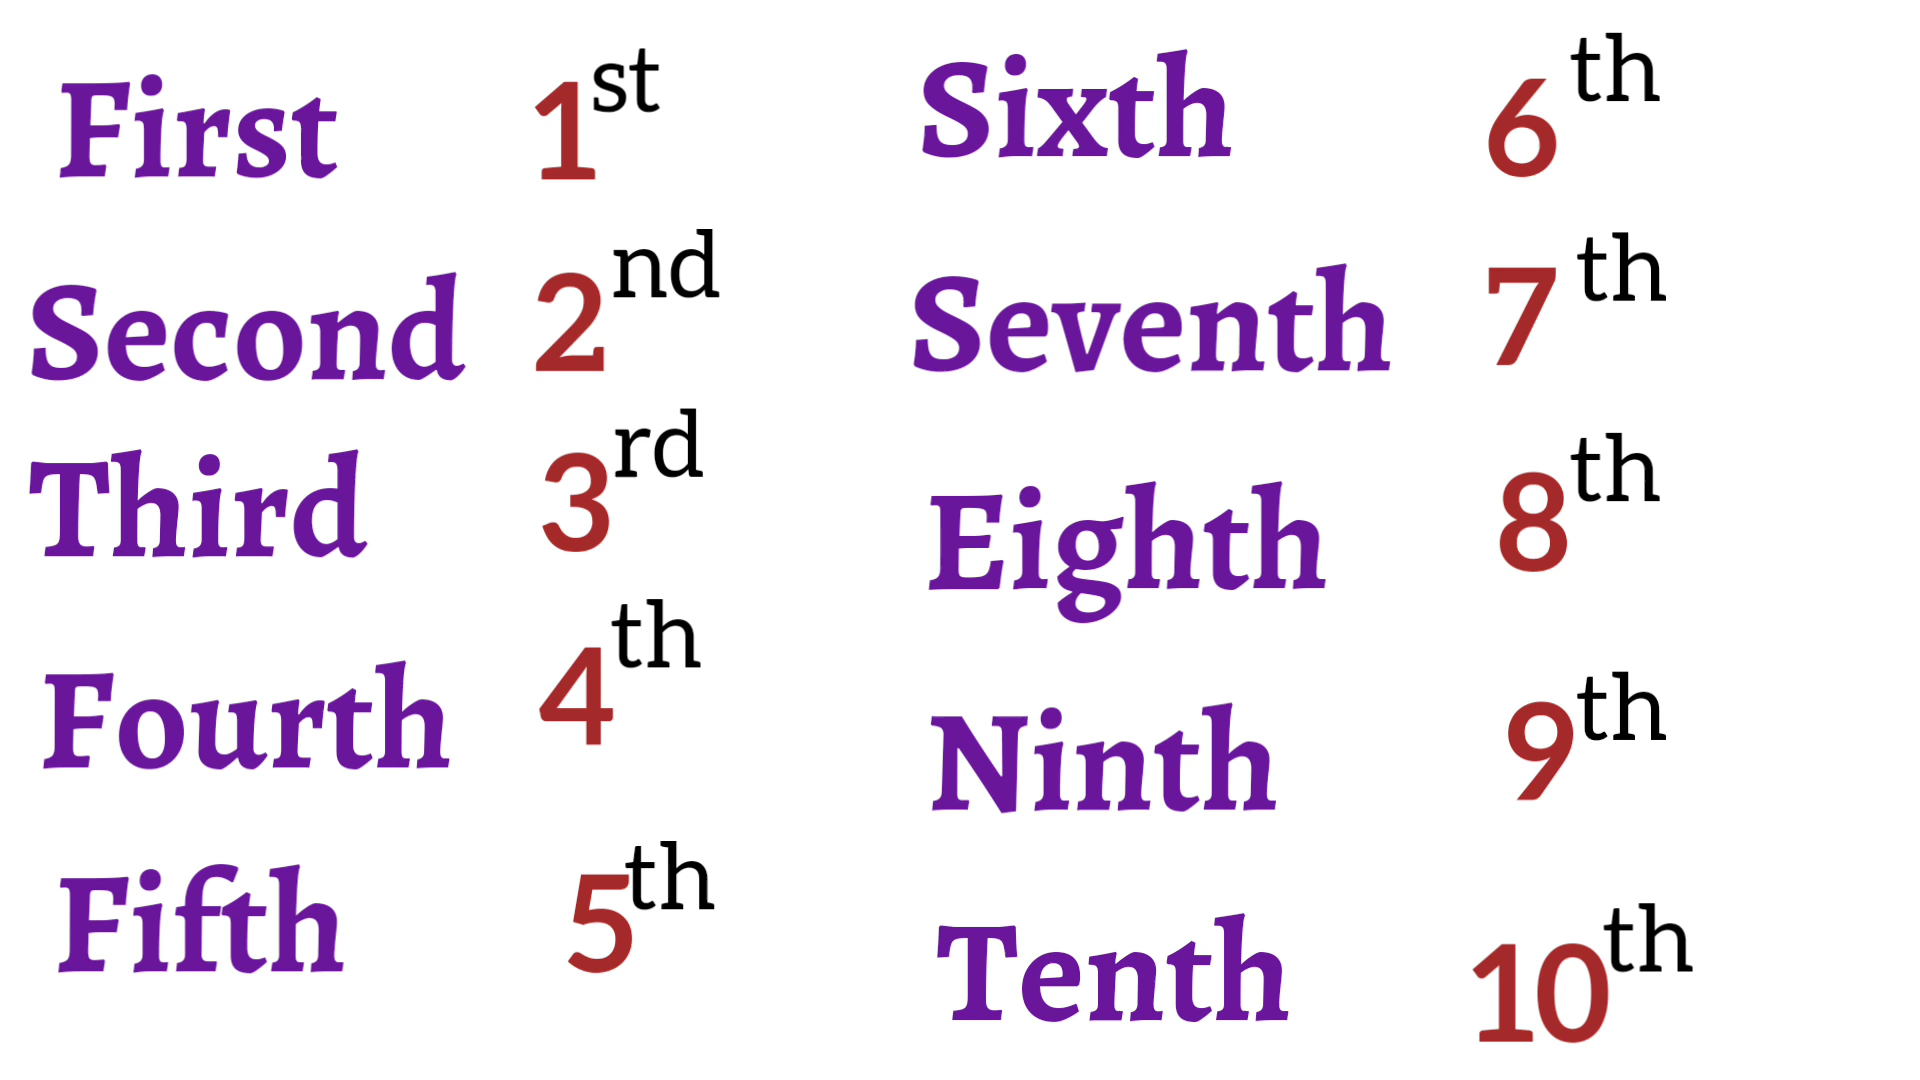 First 1st
Second 2nd
Third 3rd
Fourth 4th
Fifth 5th
Sixth 6th
Seventh 7th
Eighth 8th
Ninth 9th
Tenth 10th